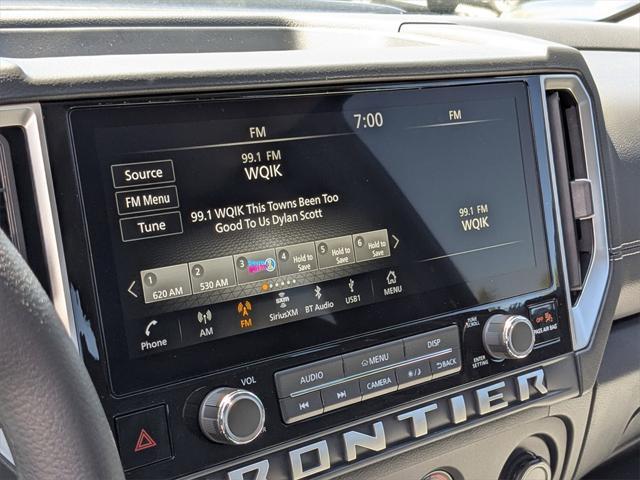 7:00
FM
FM
99.1 FM
WQIK
Source
FM Menu
Tune
99.1 WQIK This Towns Been Too
Good To Us Dylan Scott
99.1 FM
WQIK
1
620 AM
2
530 AM
3
4 Hold to
Save
5 Hold to
Save
6 Hold to
Save
Phone
AM
FM
SXM
SiriusXM
BT Audio
USB1
MENU
VOL
AUDIO
MENU
DISP
CAMERA
BACK
TUNE
SCROLL
ENTER
SETTING
OFF
PASS AIR BAG
FRONTIER